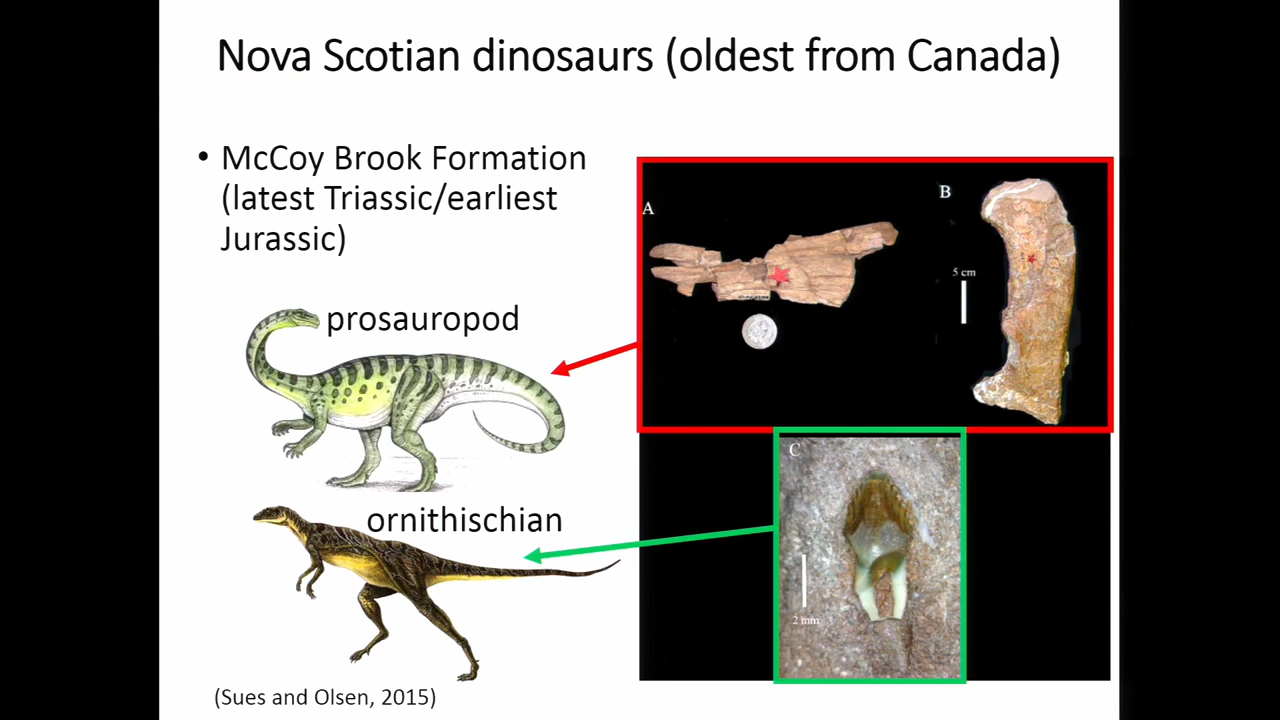 Nova Scotian dinosaurs (oldest from Canada)
• McCoy Brook Formation
(latest Triassic/earliest
Jurassic)
prosauropod
ornithischian
(Sues and Olsen, 2015)
A
B
5 cm
C
2 mm